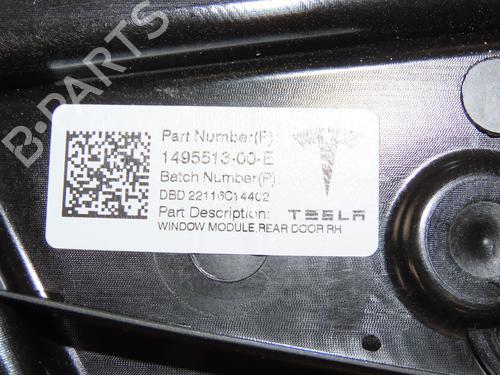 B-PARTS
Part Number(P):
1495513-00-E
Batch Number(P):
DBD 22116C14402
Part Description:
TESLA
WINDOW MODULE,REAR DOOR RH